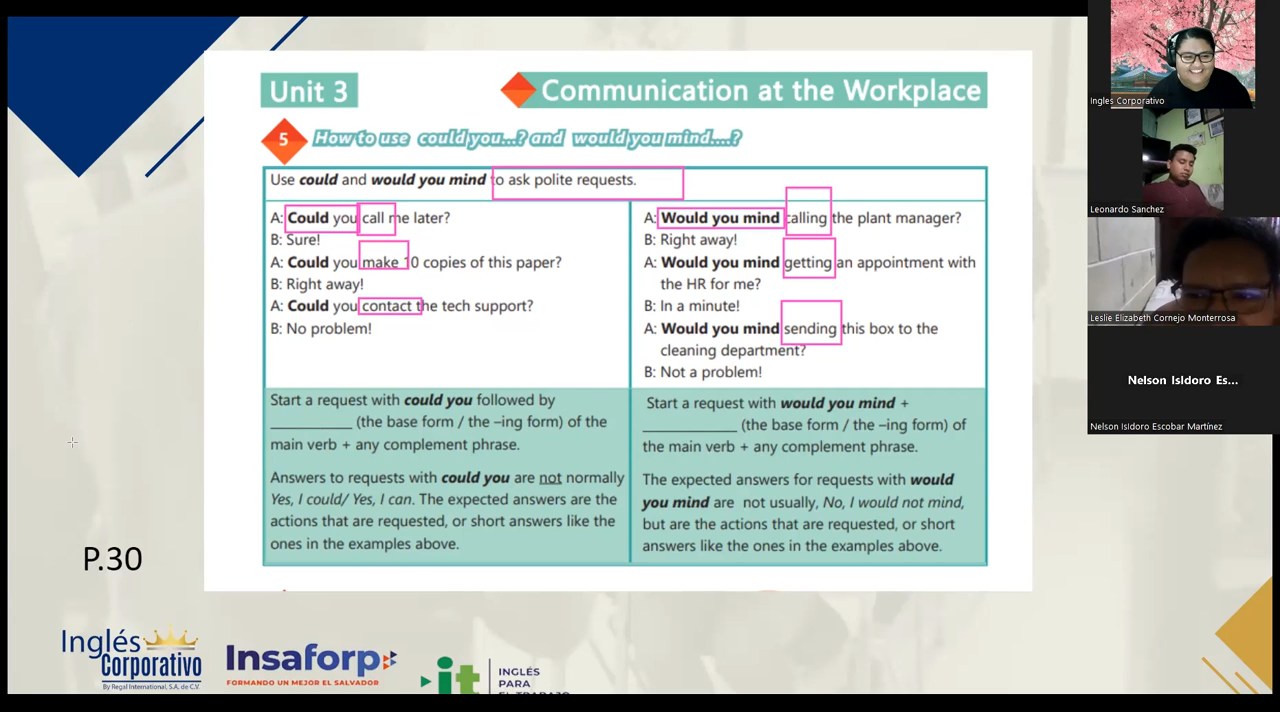 Unit 3
Communication at the Workplace
5
How to use could you...? and would you mind....?
Use could and would you mind to ask polite requests.
A: Could you call me later?
B: Sure!
A: Could you make 10 copies of this paper?
B: Right away!
A: Could you contact the tech support?
B: No problem!
A: Would you mind calling the plant manager?
B: Right away!
A: Would you mind getting an appointment with
the HR for me?
B: In a minute!
A: Would you mind sending this box to the
cleaning department?
B: Not a problem!
Start a request with could you followed by
__________ (the base form / the –ing form) of the
main verb + any complement phrase.
Answers to requests with could you are not normally
Yes, I could/ Yes, I can. The expected answers are the
actions that are requested, or short answers like the
ones in the examples above.
Start a request with would you mind +
___________ (the base form / the –ing form) of
the main verb + any complement phrase.
The expected answers for requests with would
you mind are not usually, No, I would not mind,
but are the actions that are requested, or short
answers like the ones in the examples above.
P.30
Inglés
Corporativo
By Regal International, S.A. de C.V.
Insaforp
FORMANDO UN MEJOR EL SALVADOR
it
INGLÉS
PARA
EL TRABAJO
Ingles Corporativo
Leonardo Sanchez
Leslie Elizabeth Cornejo Monterrosa
Nelson Isldoro Es...
Nelson Isldoro Escobar Martínez